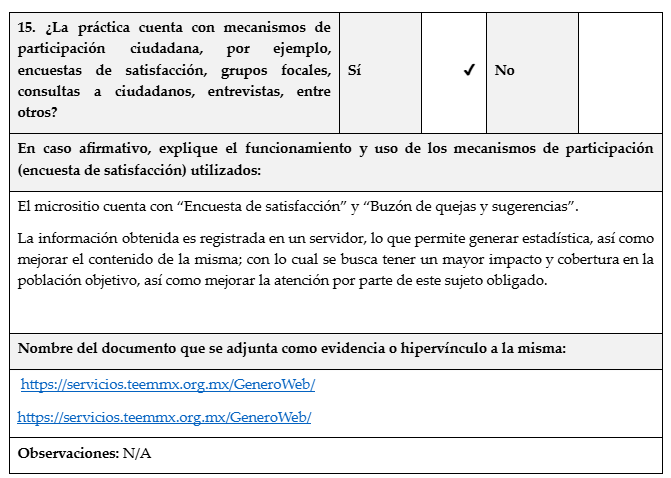 15. ¿La práctica cuenta con mecanismos de
participación ciudadana, por ejemplo,
encuestas de satisfacción, grupos focales,
consultas a ciudadanos, entrevistas, entre
otros?
Sí ✓ No
En caso afirmativo, explique el funcionamiento y uso de los mecanismos de participación
(encuesta de satisfacción) utilizados:
El micrositio cuenta con “Encuesta de satisfacción” y “Buzón de quejas y sugerencias”.
La información obtenida es registrada en un servidor, lo que permite generar estadística, así como
mejorar el contenido de la misma; con lo cual se busca tener un mayor impacto y cobertura en la
población objetivo, así como mejorar la atención por parte de este sujeto obligado.
Nombre del documento que se adjunta como evidencia o hipervínculo a la misma:
https://servicios.teemmx.org.mx/GeneroWeb/
https://servicios.teemmx.org.mx/GeneroWeb/
Observaciones: N/A